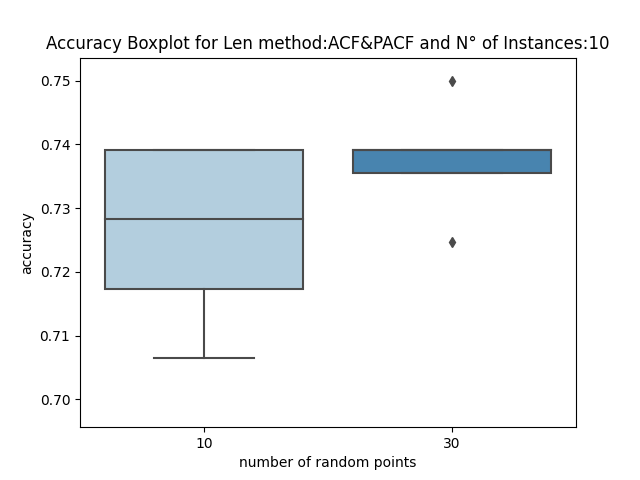 Accuracy Boxplot for Len method:ACF&PACF and N° of Instances:10
0.75
0.74
0.73
0.72
0.71
0.70
accuracy
10
30
number of random points